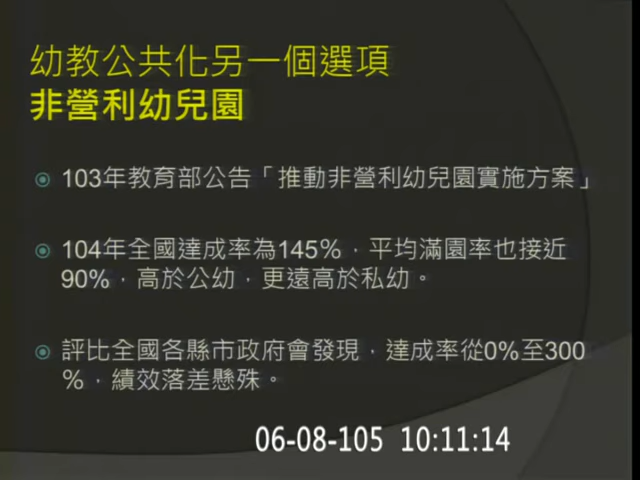 幼教公共化另一個選項
非營利幼兒園
103年教育部公告「推動非營利幼兒園實施方案」
104年全國達成率為145%，平均滿園率也接近
90%，高於公幼，更遠高於私幼。
評比全國各縣市政府會發現，達成率從0%至300
%，績效落差懸殊。
06-08-105 10:11:14